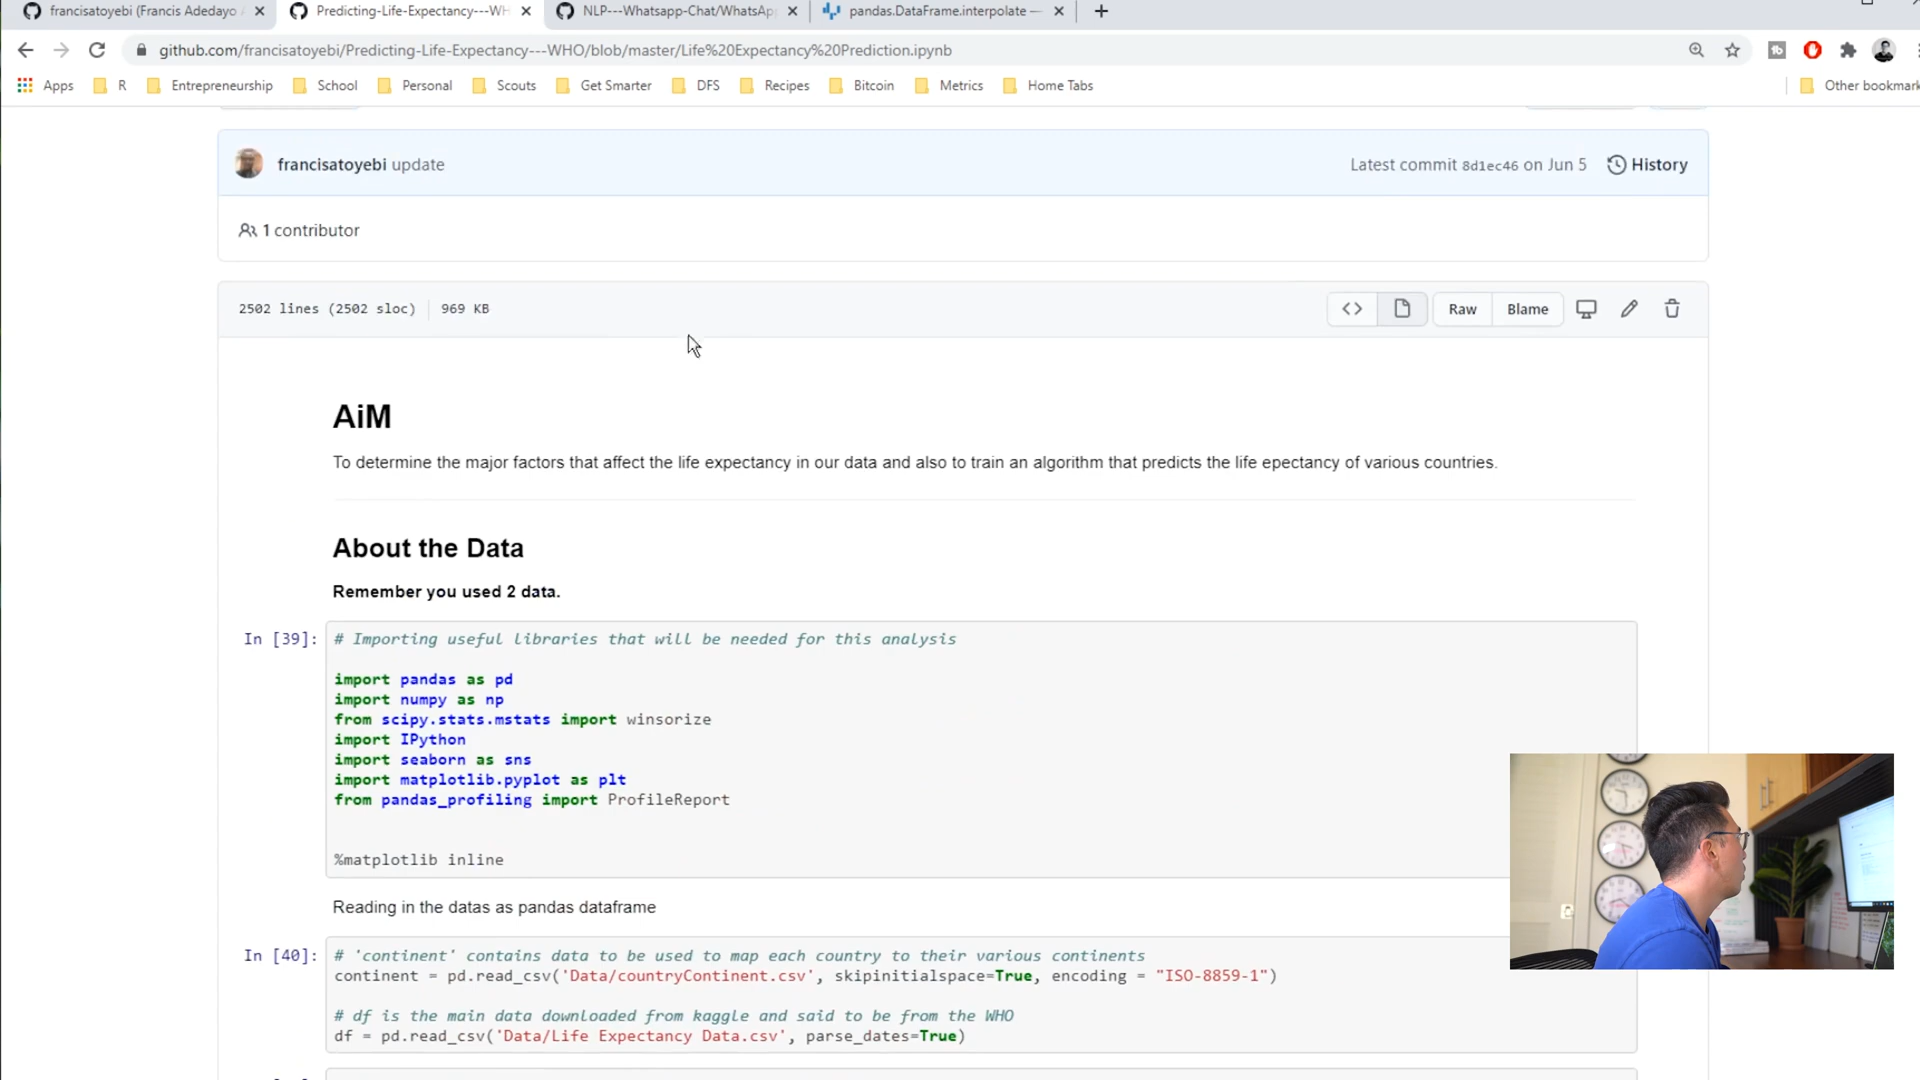 francisatoyebi (Francis Adedayo
Predicting-Life-Expectancy---WH
NLP---Whatsapp-Chat/WhatsAp
pandas.DataFrame.interpolate —
github.com/francisatoyebi/Predicting-Life-Expectancy---WHO/blob/master/Life%20Expectancy%20Prediction.ipynb
Apps R Entrepreneurship School Personal Scouts Get Smarter DFS Recipes Bitcoin Metrics Home Tabs Other bookmark
francisatoyebi update
Latest commit 8d1ec46 on Jun 5 History
1 contributor
2502 lines (2502 sloc) 969 KB
<> Raw Blame
AiM
To determine the major factors that affect the life expectancy in our data and also to train an algorithm that predicts the life epectancy of various countries.
About the Data
Remember you used 2 data.
In [39]: # Importing useful libraries that will be needed for this analysis
import pandas as pd
import numpy as np
from scipy.stats.mstats import winsorize
import IPython
import seaborn as sns
import matplotlib.pyplot as plt
from pandas_profiling import ProfileReport
%matplotlib inline
Reading in the datas as pandas dataframe
In [40]: # 'continent' contains data to be used to map each country to their various continents
continent = pd.read_csv('Data/countryContinent.csv', skipinitialspace=True, encoding = "ISO-8859-1")
# df is the main data downloaded from kaggle and said to be from the WHO
df = pd.read_csv('Data/Life Expectancy Data.csv', parse_dates=True)